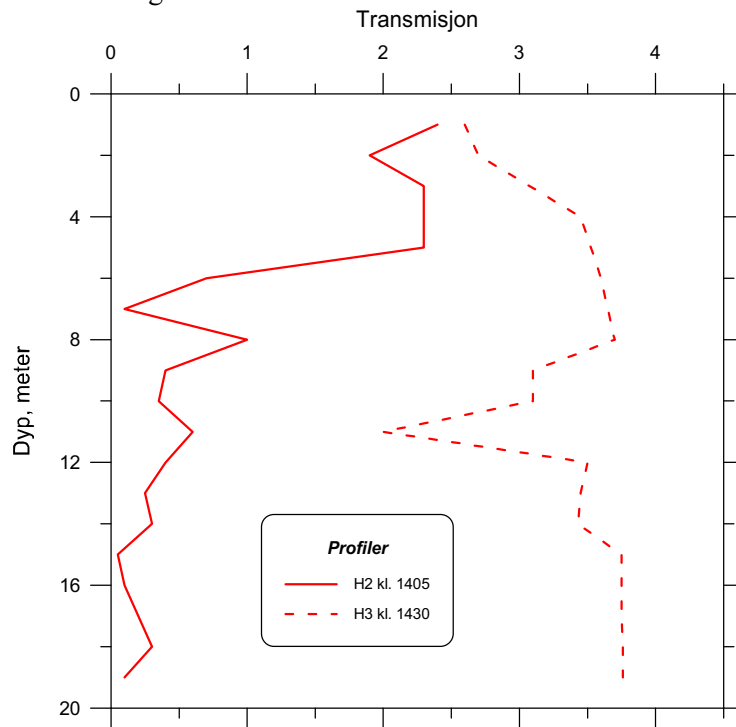 Transmisjon
0 1 2 3 4
0
4
8
12
16
20
Dyp, meter
Profiler
H2 kl. 1405
H3 kl. 1430